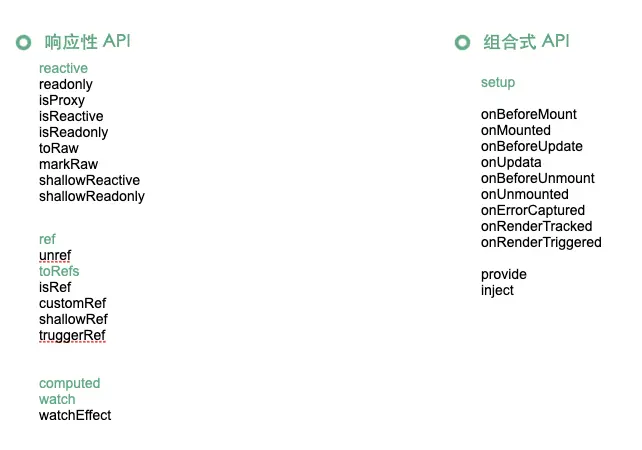 响应性 API
reactive
readonly
isProxy
isReactive
isReadonly
toRaw
markRaw
shallowReactive
shallowReadonly
ref
unref
toRefs
isRef
customRef
shallowRef
truggerRef
computed
watch
watchEffect
组合式 API
setup
onBeforeMount
onMounted
onBeforeUpdate
onUpdata
onBeforeUnmount
onUnmounted
onErrorCaptured
onRenderTracked
onRenderTriggered
provide
inject